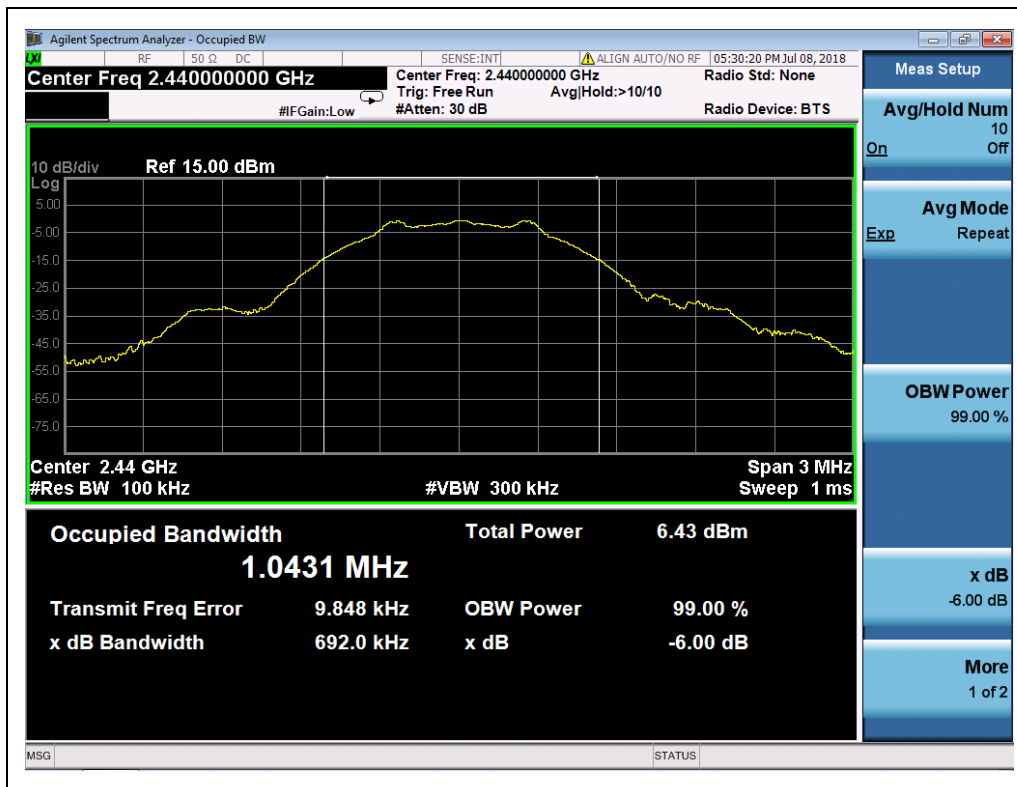 Agilent Spectrum Analyzer - Occupied BW
LXI RF 50 Ω DC SENSE:INT ALIGN AUTO/NO RF 05:30:20 PM Jul 08, 2018
Center Freq 2.440000000 GHz
Center Freq: 2.440000000 GHz
Radio Std: None
Trig: Free Run Avg|Hold:>10/10
#IFGain:Low
#Atten: 30 dB
Radio Device: BTS
10 dB/div Ref 15.00 dBm
Log
5.00
-5.00
-15.0
-25.0
-35.0
-45.0
-55.0
-65.0
-75.0
Center 2.44 GHz
Span 3 MHz
#Res BW 100 kHz
#VBW 300 kHz
Sweep 1 ms
Occupied Bandwidth
Total Power 6.43 dBm
1.0431 MHz
Transmit Freq Error 9.848 kHz
OBW Power 99.00 %
x dB Bandwidth 692.0 kHz
x dB -6.00 dB
MSG
STATUS
Meas Setup
Avg/Hold Num
10
On Off
Avg Mode
Exp Repeat
OBW Power
99.00 %
x dB
-6.00 dB
More
1 of 2